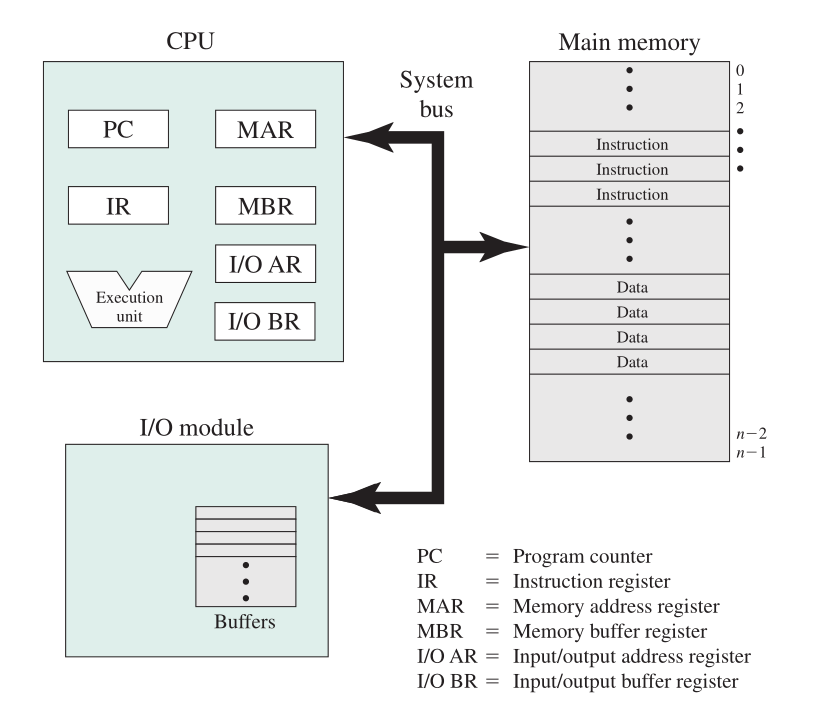 CPU
Main memory
System
bus
PC
MAR
IR
MBR
I/O AR
I/O BR
Execution
unit
0
1
2
Instruction
Instruction
Instruction
Data
Data
Data
Data
n−2
n−1
I/O module
Buffers
PC = Program counter
IR = Instruction register
MAR = Memory address register
MBR = Memory buffer register
I/O AR = Input/output address register
I/O BR = Input/output buffer register